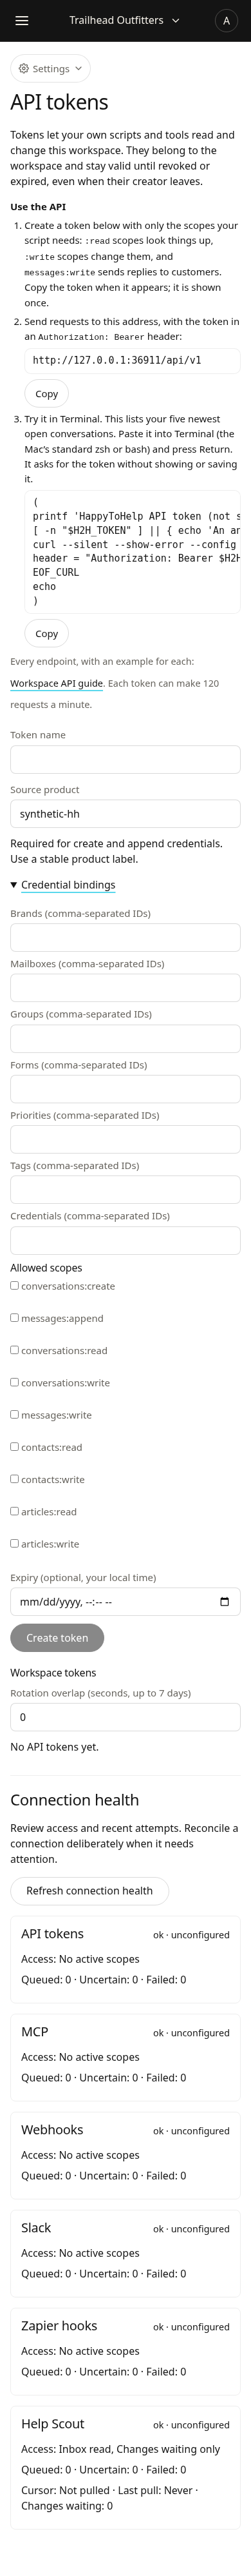 Trailhead Outfitters
A
Settings
API tokens
Tokens let your own scripts and tools read and
change this workspace. They belong to the
workspace and stay valid until revoked or
expired, even when their creator leaves.
Use the API
1. Create a token below with only the scopes your
script needs: :read scopes look things up,
:write scopes change them, and
messages:write sends replies to customers.
Copy the token when it appears; it is shown
once.
2. Send requests to this address, with the token in
an Authorization: Bearer header:
http://127.0.0.1:36911/api/v1
Copy
3. Try it in Terminal. This lists your five newest
open conversations. Paste it into Terminal (the
Mac's standard zsh or bash) and press Return.
It asks for the token without showing or saving
it.
(
printf 'HappyToHelp API token (not s
[ -n "$H2H_TOKEN" ] || { echo 'An ar
curl --silent --show-error --config
header = "Authorization: Bearer $H2H
EOF_CURL
echo
)
Copy
Every endpoint, with an example for each:
Workspace API guide. Each token can make 120
requests a minute.
Token name
Source product
synthetic-hh
Required for create and append credentials.
Use a stable product label.
▼ Credential bindings
Brands (comma-separated IDs)
Mailboxes (comma-separated IDs)
Groups (comma-separated IDs)
Forms (comma-separated IDs)
Priorities (comma-separated IDs)
Tags (comma-separated IDs)
Credentials (comma-separated IDs)
Allowed scopes
conversations:create
messages:append
conversations:read
conversations:write
messages:write
contacts:read
contacts:write
articles:read
articles:write
Expiry (optional, your local time)
mm/dd/yyyy, --:-- --
Create token
Workspace tokens
Rotation overlap (seconds, up to 7 days)
0
No API tokens yet.
Connection health
Review access and recent attempts. Reconcile a
connection deliberately when it needs
attention.
Refresh connection health
API tokens ok · unconfigured
Access: No active scopes
Queued: 0 · Uncertain: 0 · Failed: 0
MCP ok · unconfigured
Access: No active scopes
Queued: 0 · Uncertain: 0 · Failed: 0
Webhooks ok · unconfigured
Access: No active scopes
Queued: 0 · Uncertain: 0 · Failed: 0
Slack ok · unconfigured
Access: No active scopes
Queued: 0 · Uncertain: 0 · Failed: 0
Zapier hooks ok · unconfigured
Access: No active scopes
Queued: 0 · Uncertain: 0 · Failed: 0
Help Scout ok · unconfigured
Access: Inbox read, Changes waiting only
Queued: 0 · Uncertain: 0 · Failed: 0
Cursor: Not pulled · Last pull: Never ·
Changes waiting: 0